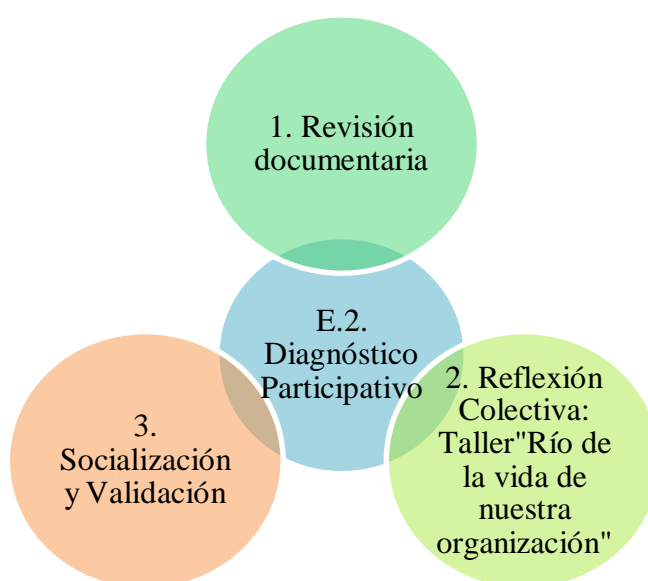 1. Revisión
documentaria
E.2.
Diagnóstico
Participativo
2. Reflexión
Colectiva:
Taller"Río de
la vida de
nuestra
organización"
3.
Socialización
y Validación